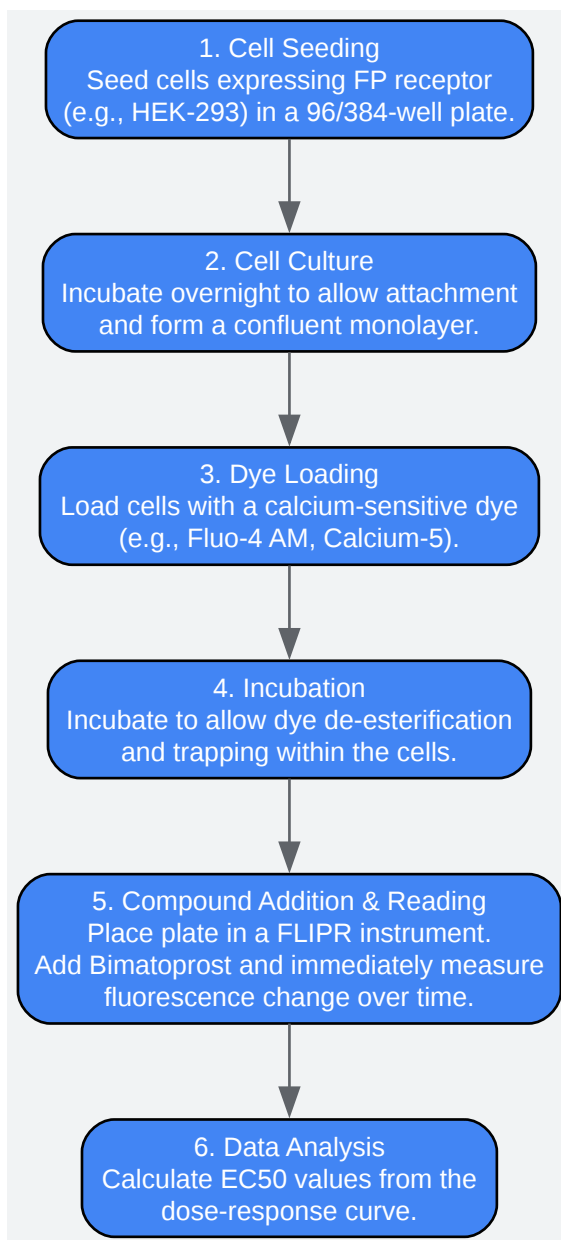 1. Cell Seeding
Seed cells expressing FP receptor
(e.g., HEK-293) in a 96/384-well plate.
2. Cell Culture
Incubate overnight to allow attachment
and form a confluent monolayer.
3. Dye Loading
Load cells with a calcium-sensitive dye
(e.g., Fluo-4 AM, Calcium-5).
4. Incubation
Incubate to allow dye de-esterification
and trapping within the cells.
5. Compound Addition & Reading
Place plate in a FLIPR instrument.
Add Bimatoprost and immediately measure
fluorescence change over time.
6. Data Analysis
Calculate EC50 values from the
dose-response curve.